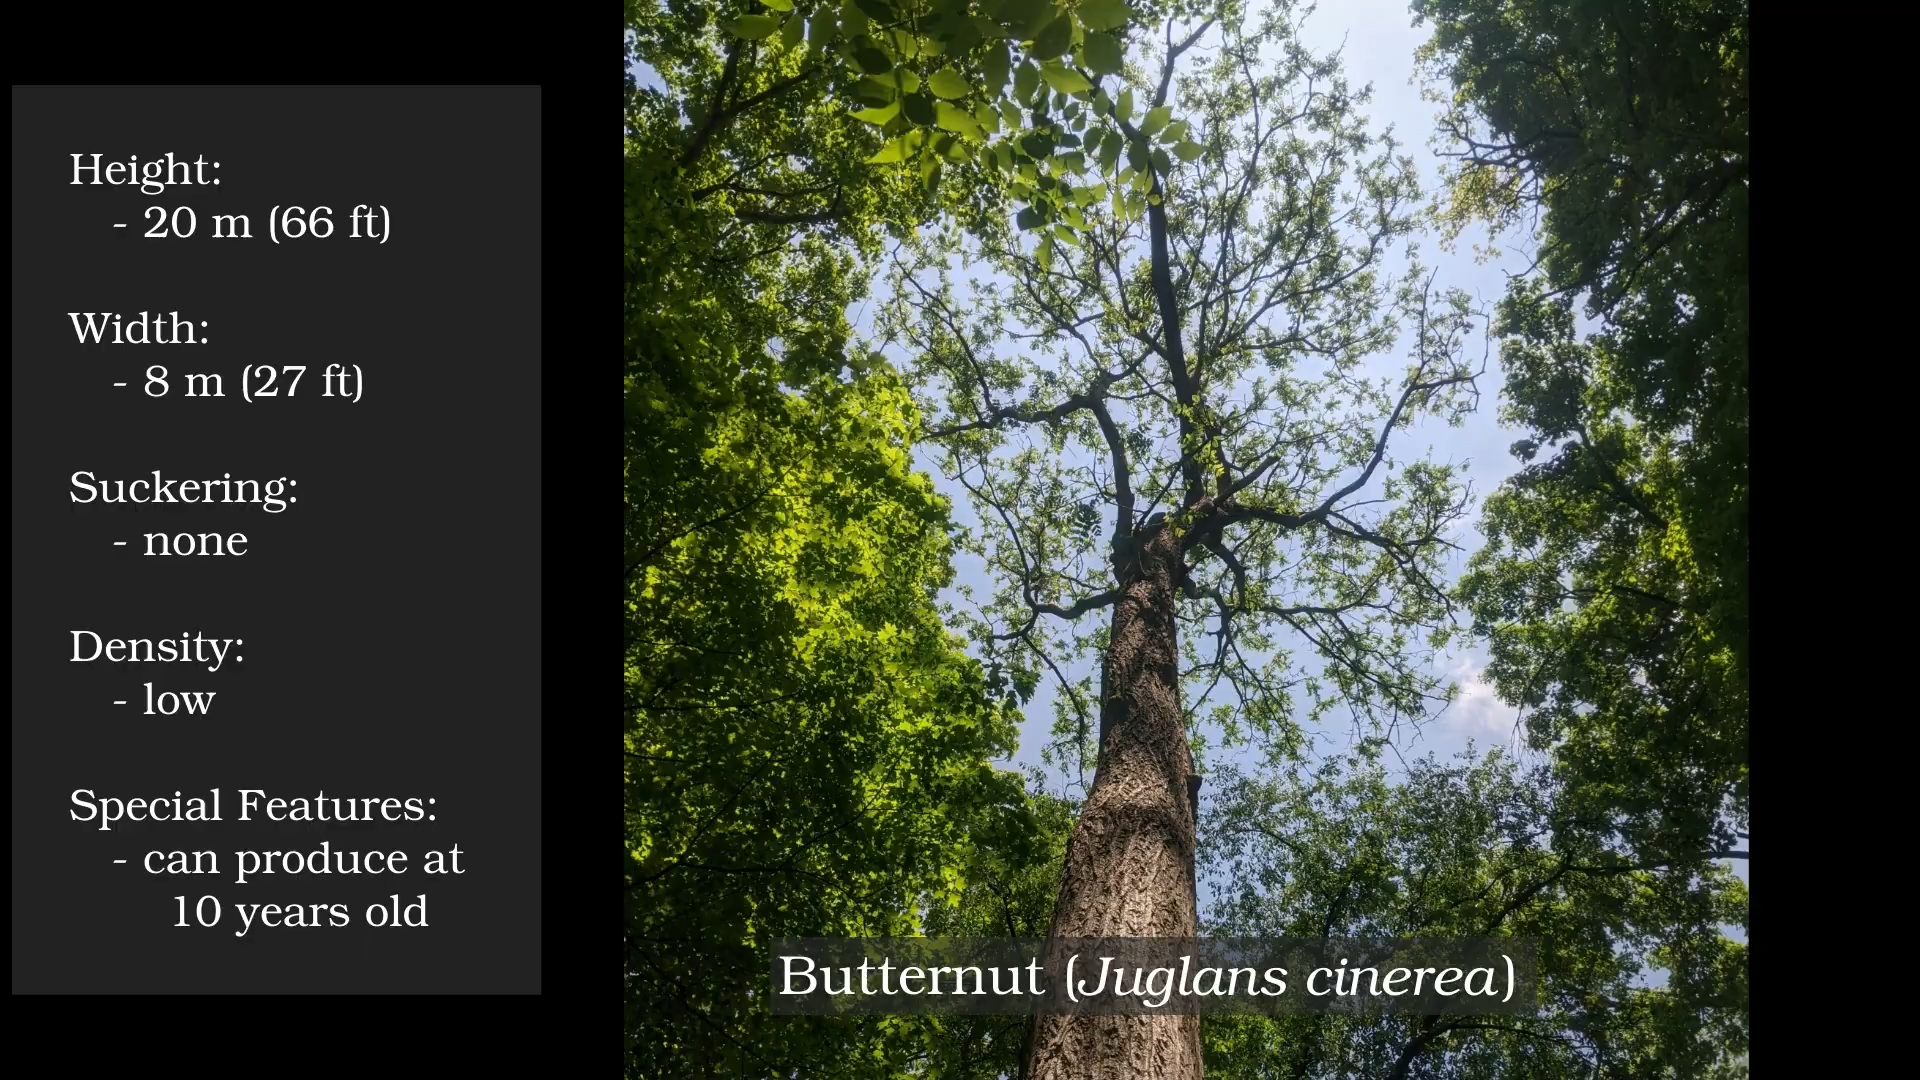 Height:
- 20 m (66 ft)
Width:
- 8 m (27 ft)
Suckering:
- none
Density:
- low
Special Features:
- can produce at
10 years old
Butternut (Juglans cinerea)